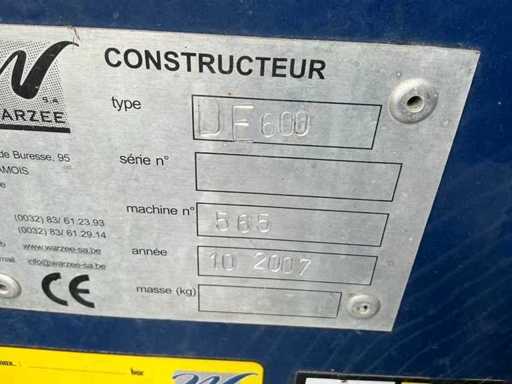 CONSTRUCTEUR
S.A
WARZEE
type DF 600
de Buresse, 95
AMOIS
série n°
machine n° 565
(0032) 83/ 61.23.93
(0032) 83/ 61.29.14
www.warzee-sa.be
info@warzee-sa.be
année 10 2007
masse (kg)
CE
bar